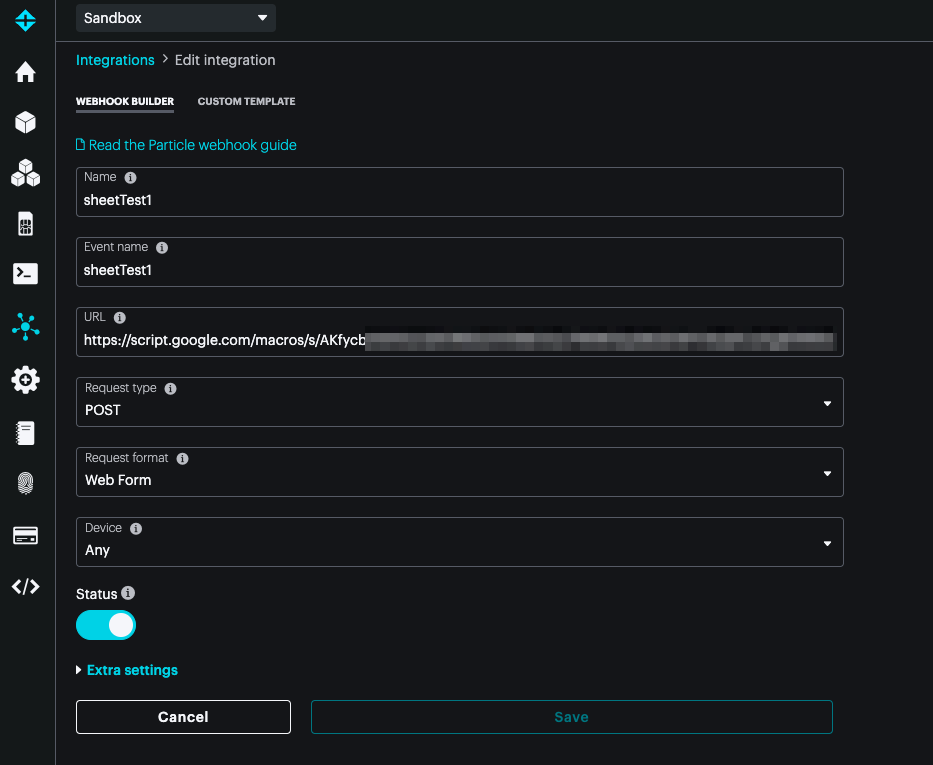 Sandbox
Integrations > Edit integration
WEBHOOK BUILDER CUSTOM TEMPLATE
Read the Particle webhook guide
Name
sheetTest1
Event name
sheetTest1
URL
https://script.google.com/macros/s/AKfycb
Request type
POST
Request format
Web Form
Device
Any
Status
Extra settings
Cancel Save